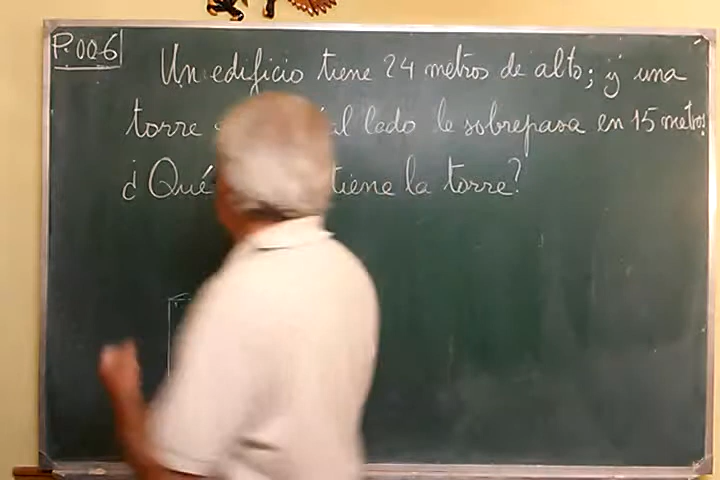 P.006
Un edificio tiene 24 metros de alto; y una
torre al lado le sobrepasa en 15 metros
¿Qué tiene la torre?